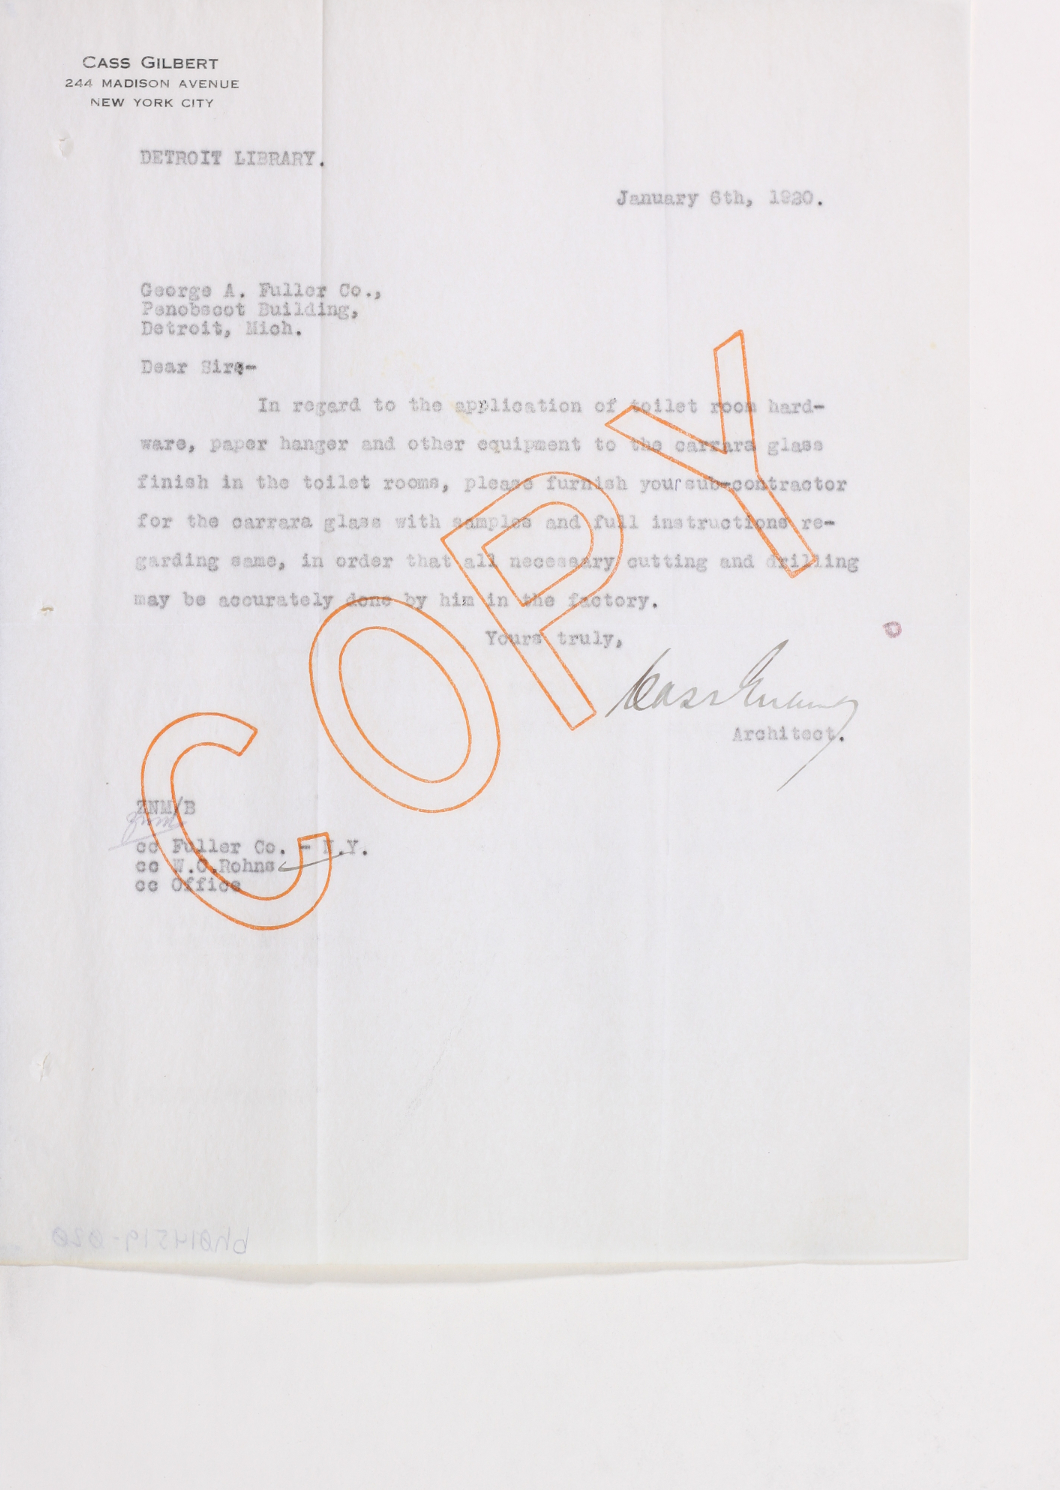 CASS GILBERT
244 MADISON AVENUE
NEW YORK CITY
DETROIT LIBRARY.
January 6th, 1920.
George A. Fuller Co.,
Penobscot Building,
Detroit, Mich.
Dear Sirs-
In regard to the application of toilet room hard-
ware, paper hanger and other equipment to the carrara glass
finish in the toilet rooms, please furnish your sub-contractor
for the carrara glass with samples and full instructions re-
garding same, in order that all necessary cutting and drilling
may be accurately done by him in the factory.
Yours truly,
Cass Gilbert
Architect.
ZNM/B
cc Fuller Co. - N.Y.
cc W.C.Rohns
cc Office
COPY